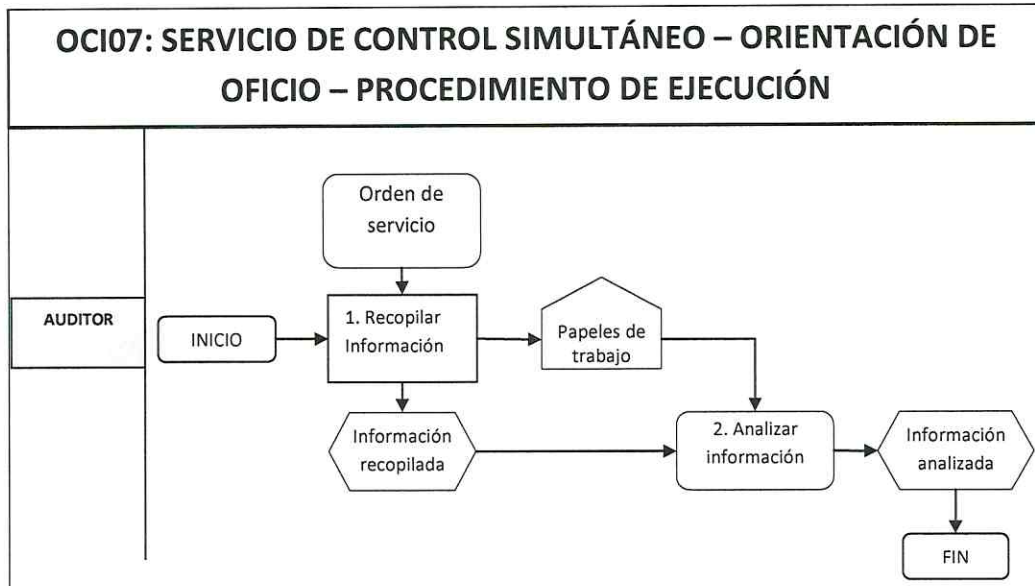 OCI07: SERVICIO DE CONTROL SIMULTÁNEO – ORIENTACIÓN DE
OFICIO – PROCEDIMIENTO DE EJECUCIÓN
Orden de
servicio
AUDITOR
INICIO
1. Recopilar
Información
Papeles de
trabajo
Información
recopilada
2. Analizar
información
Información
analizada
FIN